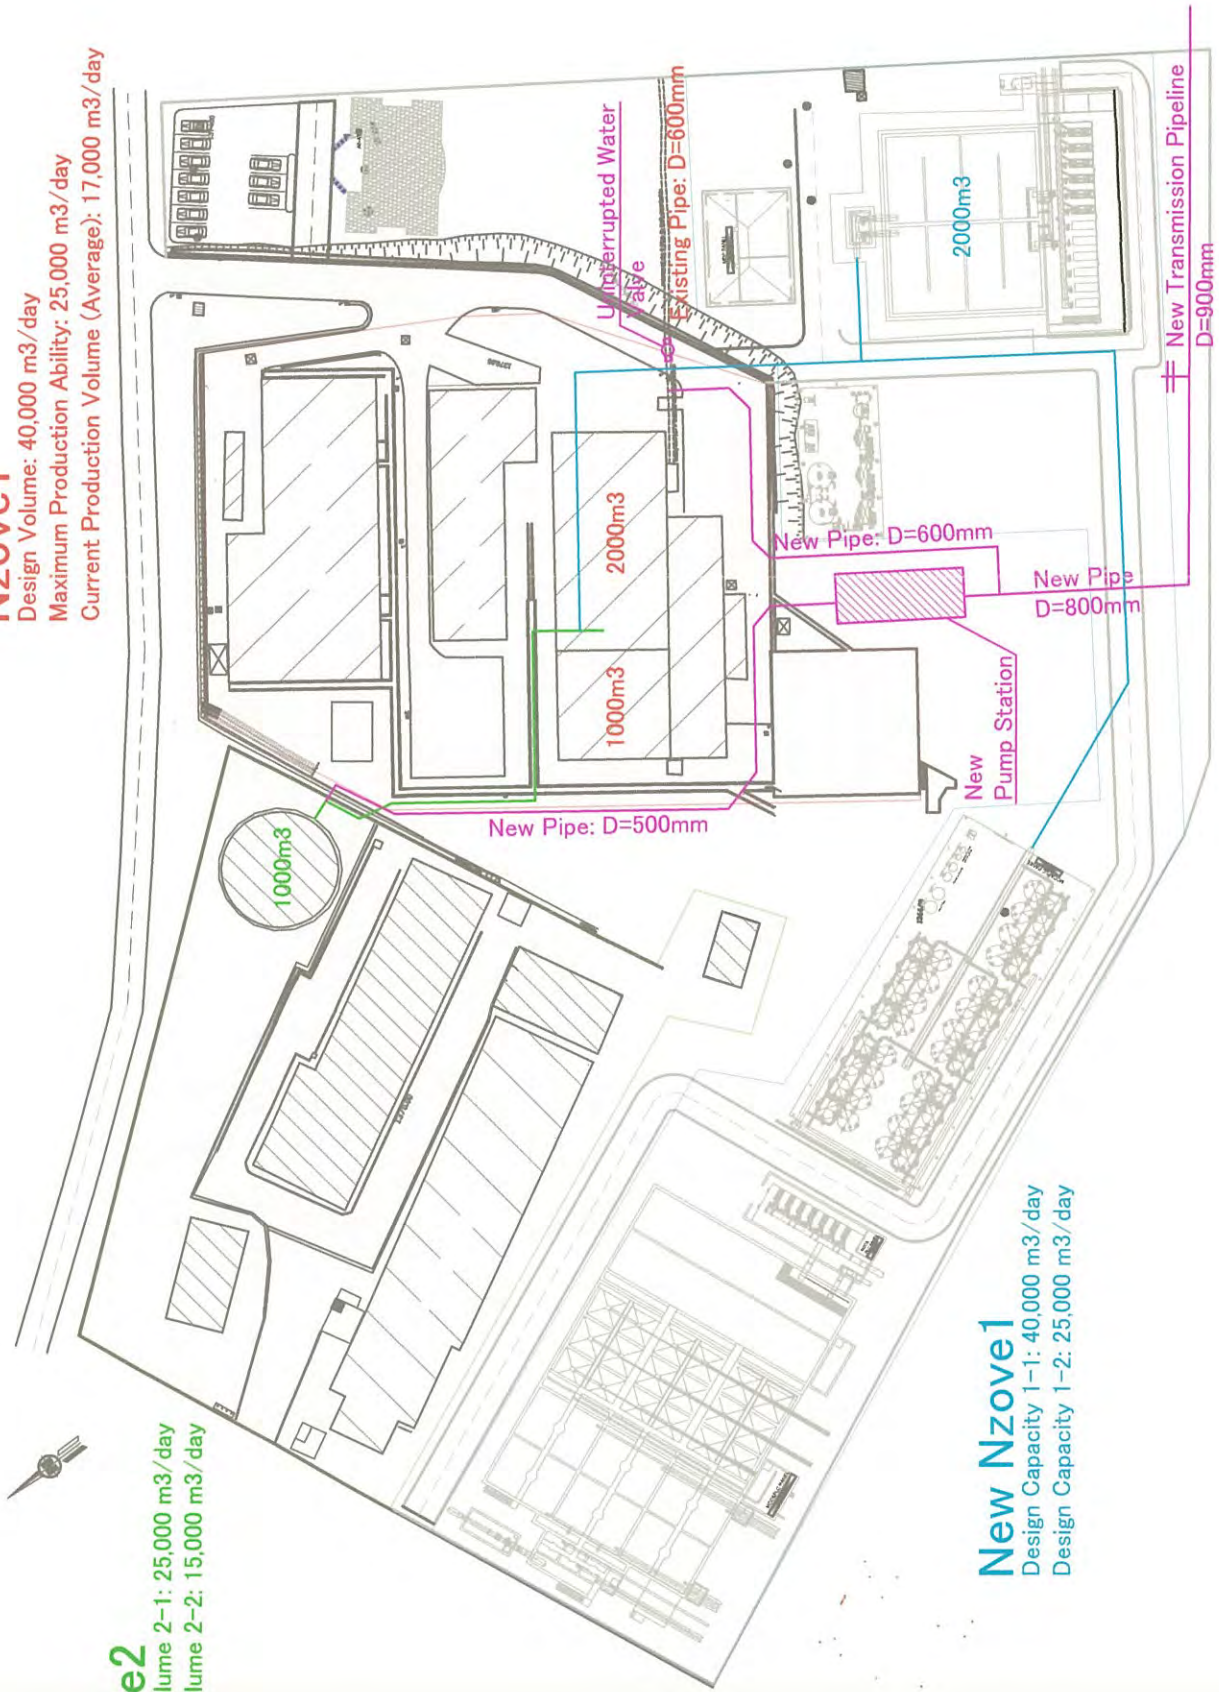 Nzove1
Design Volume: 40,000 m3/day
Maximum Production Ability: 25,000 m3/day
Current Production Volume (Average): 17,000 m3/day
e2
lume 2-1: 25,000 m3/day
lume 2-2: 15,000 m3/day
1000m3
1370.00
New Pipe: D=500mm
1000m3
2000m3
Uninterrupted Water
Valve
Existing Pipe: D=600mm
New Pipe: D=600mm
New Pipe
D=800mm
New
Pump Station
2000m3
New Transmission Pipeline
D=900mm
New Nzove1
Design Capacity 1-1: 40,000 m3/day
Design Capacity 1-2: 25,000 m3/day